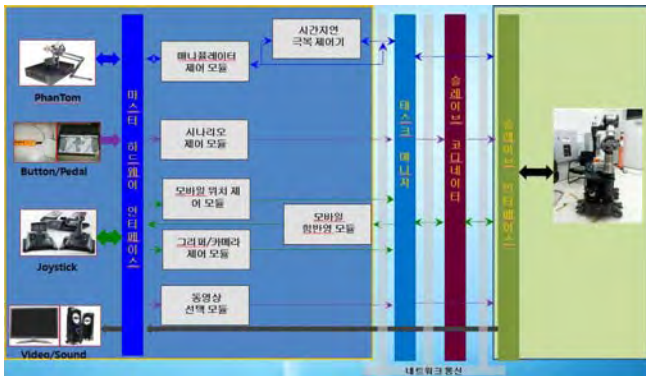 시간지연
극복 제어기
매니퓰레이터
제어 모듈
PhanTom
시나리오
제어 모듈
Button/Pedal
모바일 위치 제
어 모듈
모바일
힘반영 모듈
그리퍼/카메라
제어 모듈
Joystick
동영상
선택 모듈
Video/Sound
마스터 하드웨어 인터페이스
태스크 매니저
슬레이브 코디네이터
슬레이브 인터페이스
네트워크 통신